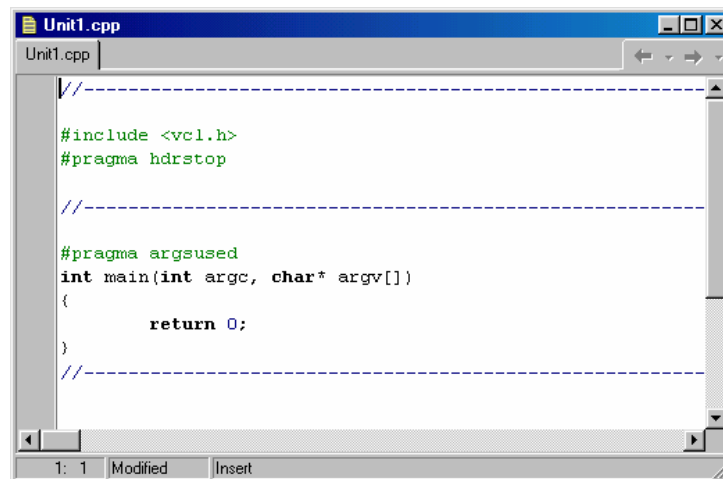 Unit1.cpp
Unit1.cpp
//----------------------------------------------------------
#include <vcl.h>
#pragma hdrstop
//----------------------------------------------------------
#pragma argsused
int main(int argc, char* argv[])
{
        return 0;
}
//----------------------------------------------------------
1: 1 Modified Insert